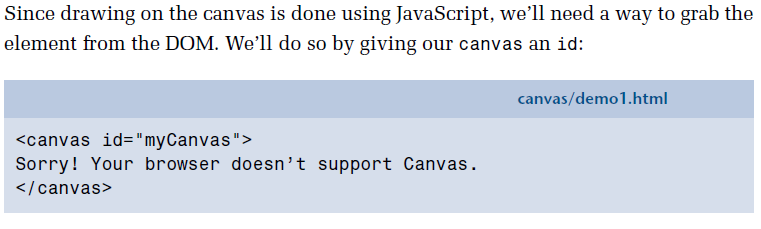 Since drawing on the canvas is done using JavaScript, we’ll need a way to grab the
element from the DOM. We’ll do so by giving our canvas an id:
canvas/demo1.html
<canvas id="myCanvas">
Sorry! Your browser doesn’t support Canvas.
</canvas>